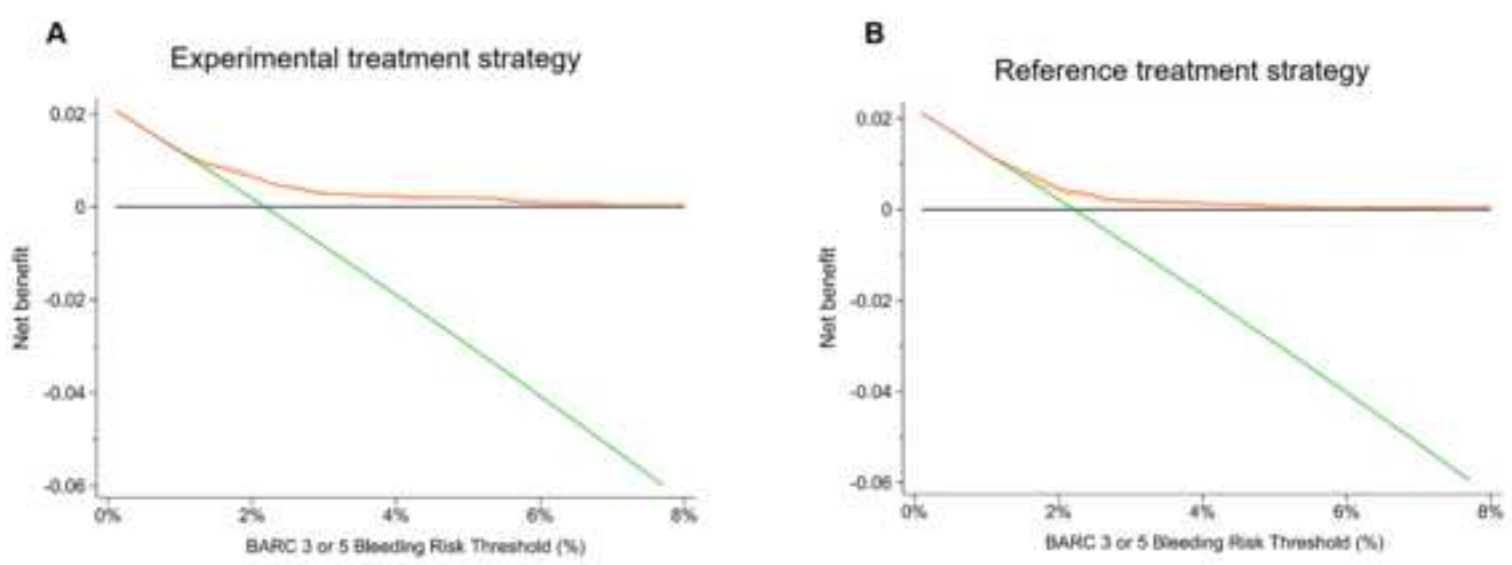 A
Experimental treatment strategy
0.02
0
-0.02
-0.04
-0.06
Net benefit
0%
2%
4%
6%
8%
BARC 3 or 5 Bleeding Risk Threshold (%)
B
Reference treatment strategy
0.02
0
-0.02
-0.04
-0.06
Net benefit
0%
2%
4%
6%
8%
BARC 3 or 5 Bleeding Risk Threshold (%)